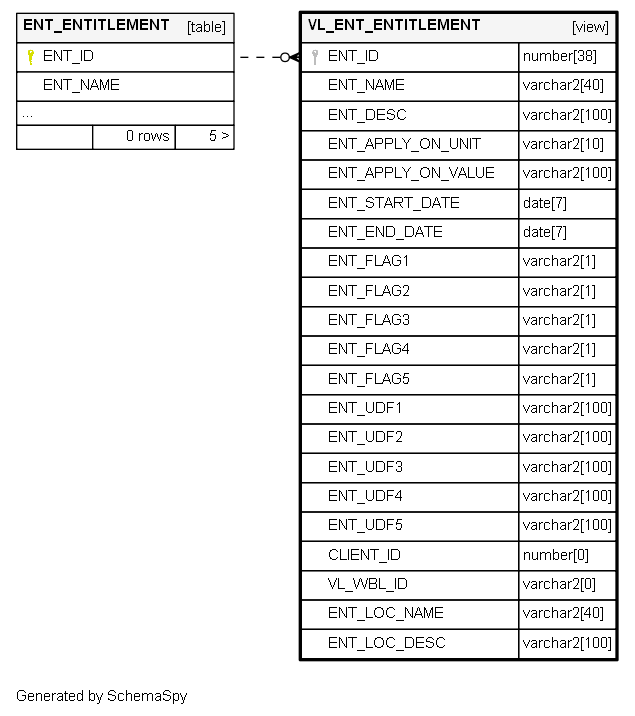 ENT_ENTITLEMENT [table]
ENT_ID
ENT_NAME
...
0 rows 5 >
VL_ENT_ENTITLEMENT [view]
ENT_ID number[38]
ENT_NAME varchar2[40]
ENT_DESC varchar2[100]
ENT_APPLY_ON_UNIT varchar2[10]
ENT_APPLY_ON_VALUE varchar2[100]
ENT_START_DATE date[7]
ENT_END_DATE date[7]
ENT_FLAG1 varchar2[1]
ENT_FLAG2 varchar2[1]
ENT_FLAG3 varchar2[1]
ENT_FLAG4 varchar2[1]
ENT_FLAG5 varchar2[1]
ENT_UDF1 varchar2[100]
ENT_UDF2 varchar2[100]
ENT_UDF3 varchar2[100]
ENT_UDF4 varchar2[100]
ENT_UDF5 varchar2[100]
CLIENT_ID number[0]
VL_WBL_ID varchar2[0]
ENT_LOC_NAME varchar2[40]
ENT_LOC_DESC varchar2[100]
Generated by SchemaSpy